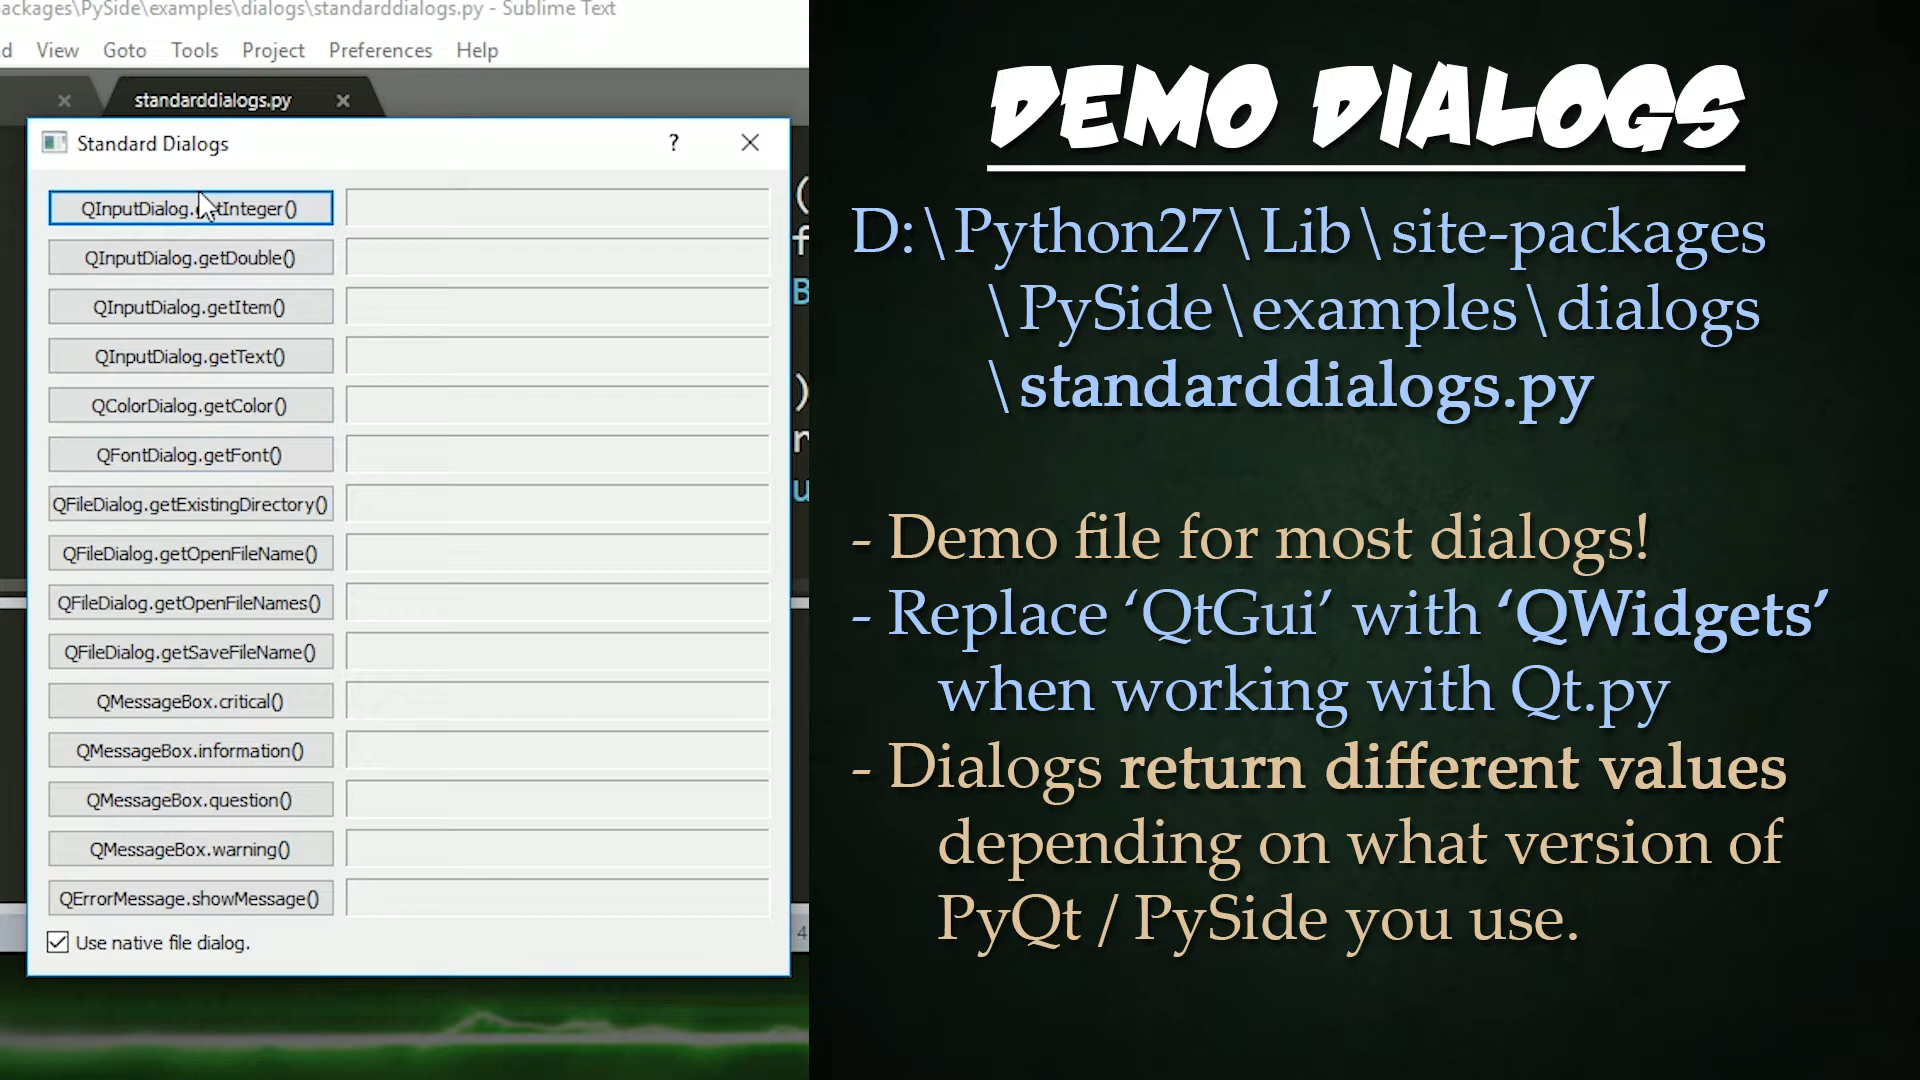 ackages\PySide\examples\dialogs\standarddialogs.py - Sublime Text
d View Goto Tools Project Preferences Help
standarddialogs.py
Standard Dialogs
QInputDialog.getInteger()
QInputDialog.getDouble()
QInputDialog.getItem()
QInputDialog.getText()
QColorDialog.getColor()
QFontDialog.getFont()
QFileDialog.getExistingDirectory()
QFileDialog.getOpenFileName()
QFileDialog.getOpenFileNames()
QFileDialog.getSaveFileName()
QMessageBox.critical()
QMessageBox.information()
QMessageBox.question()
QMessageBox.warning()
QErrorMessage.showMessage()
Use native file dialog.
DEMO DIALOGS
D:\Python27\Lib\site-packages
\PySide\examples\dialogs
\standarddialogs.py
- Demo file for most dialogs!
- Replace ‘QtGui’ with ‘QWidgets’
when working with Qt.py
- Dialogs return different values
depending on what version of
PyQt / PySide you use.